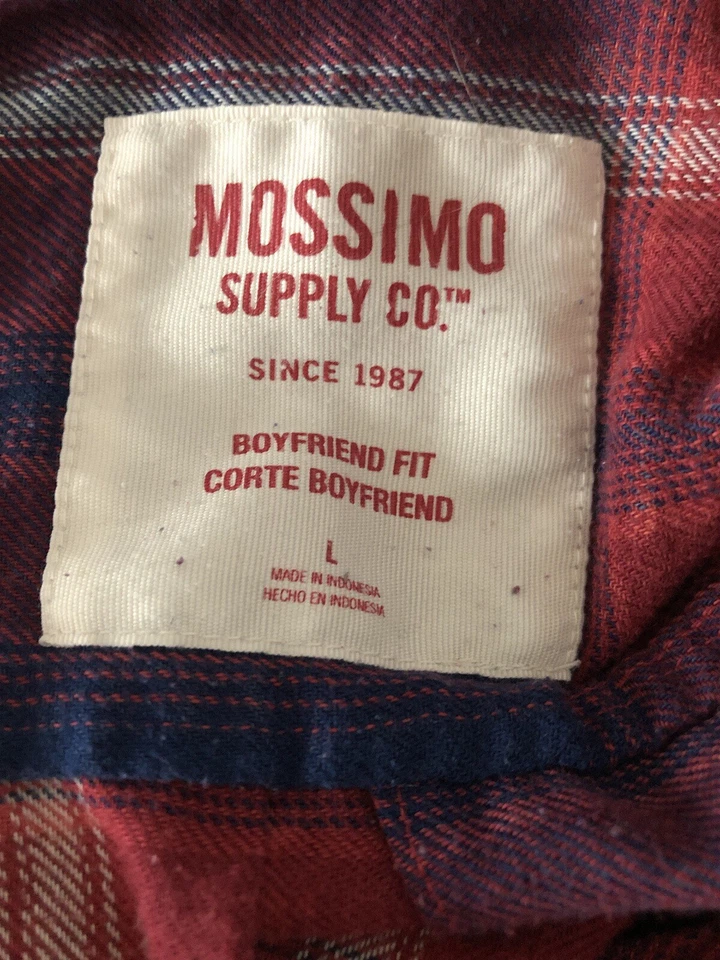 MOSSIMO
SUPPLY CO.™
SINCE 1987
BOYFRIEND FIT
CORTE BOYFRIEND
L
MADE IN INDONESIA
HECHO EN INDONESIA